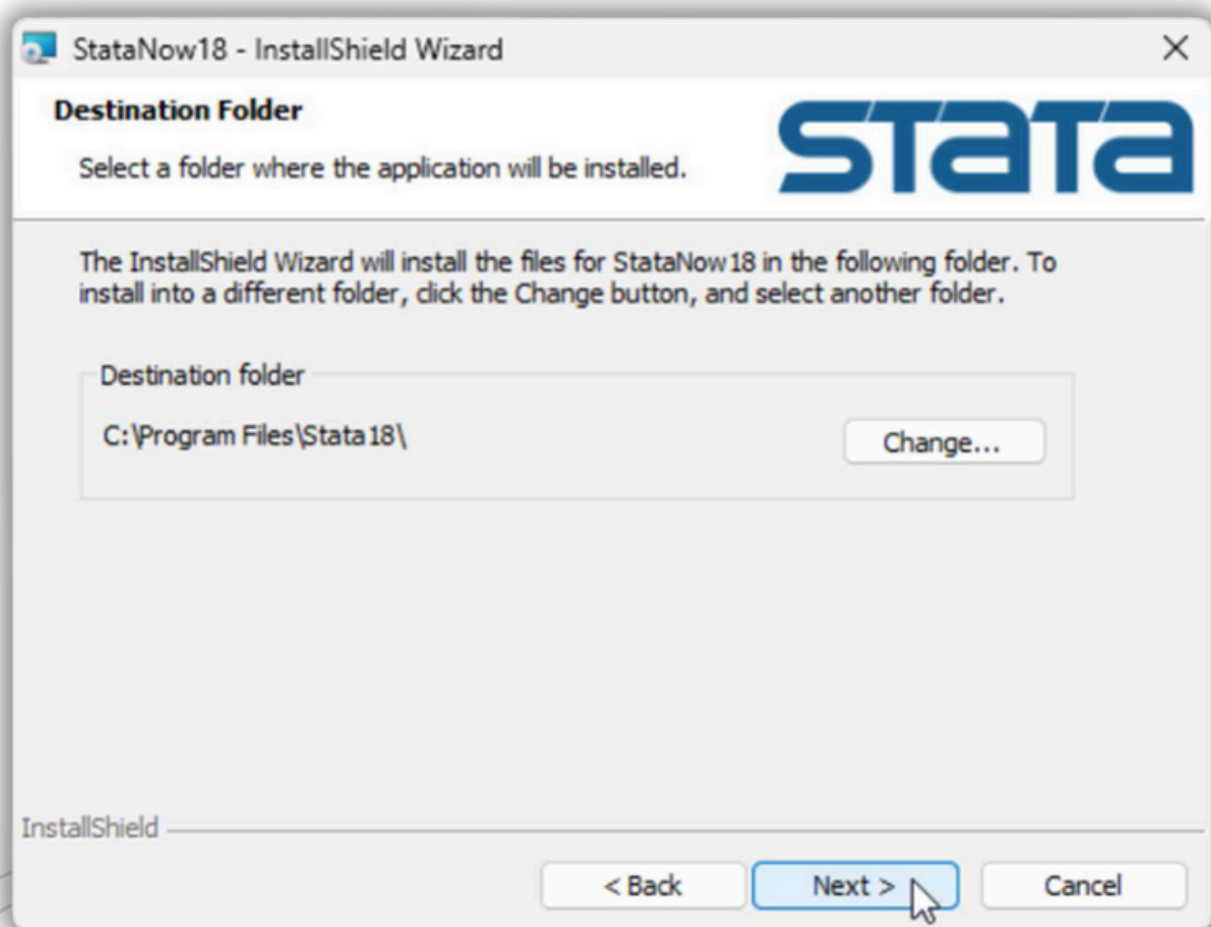 StataNow18 - InstallShield Wizard
Destination Folder
Select a folder where the application will be installed.
STATA
The InstallShield Wizard will install the files for StataNow18 in the following folder. To
install into a different folder, click the Change button, and select another folder.
Destination folder
C:\Program Files\Stata18\
Change...
InstallShield
< Back
Next >
Cancel